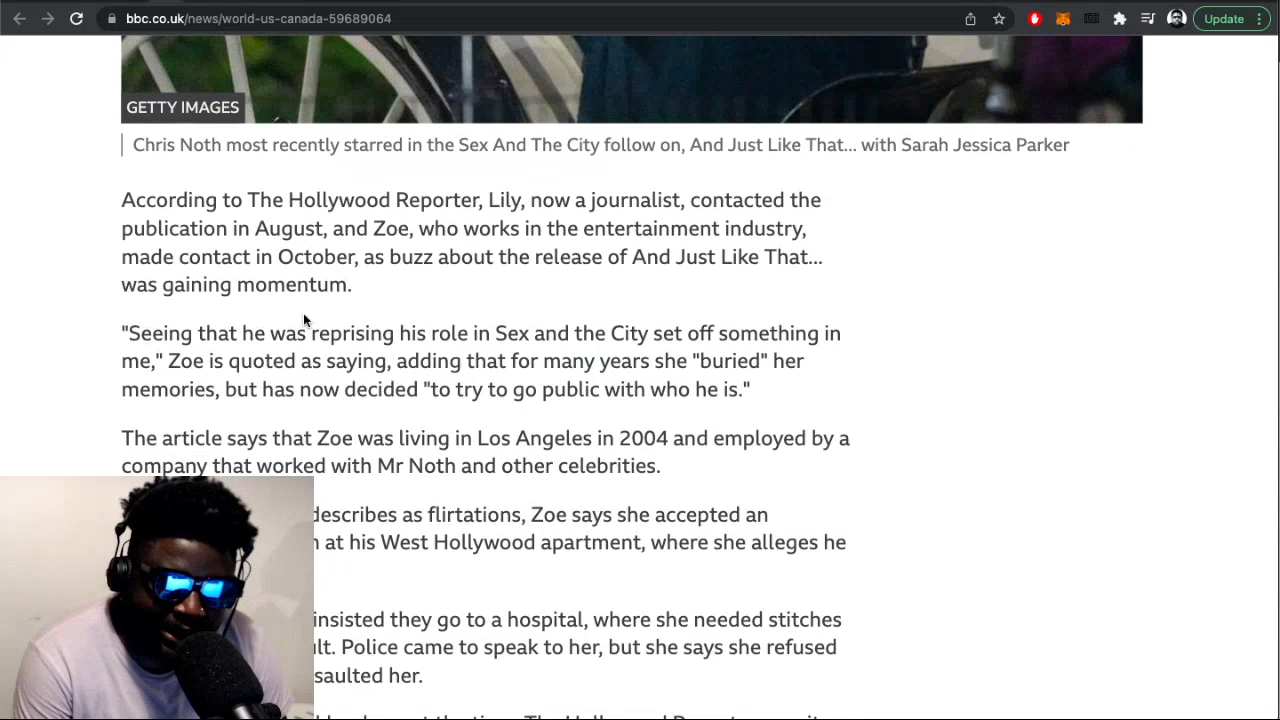 bbc.co.uk/news/world-us-canada-59689064
Update
GETTY IMAGES
Chris Noth most recently starred in the Sex And The City follow on, And Just Like That... with Sarah Jessica Parker
According to The Hollywood Reporter, Lily, now a journalist, contacted the
publication in August, and Zoe, who works in the entertainment industry,
made contact in October, as buzz about the release of And Just Like That...
was gaining momentum.
"Seeing that he was reprising his role in Sex and the City set off something in
me," Zoe is quoted as saying, adding that for many years she "buried" her
memories, but has now decided "to try to go public with who he is."
The article says that Zoe was living in Los Angeles in 2004 and employed by a
company that worked with Mr Noth and other celebrities.
describes as flirtations, Zoe says she accepted an
at his West Hollywood apartment, where she alleges he
insisted they go to a hospital, where she needed stitches
Police came to speak to her, but she says she refused
her.